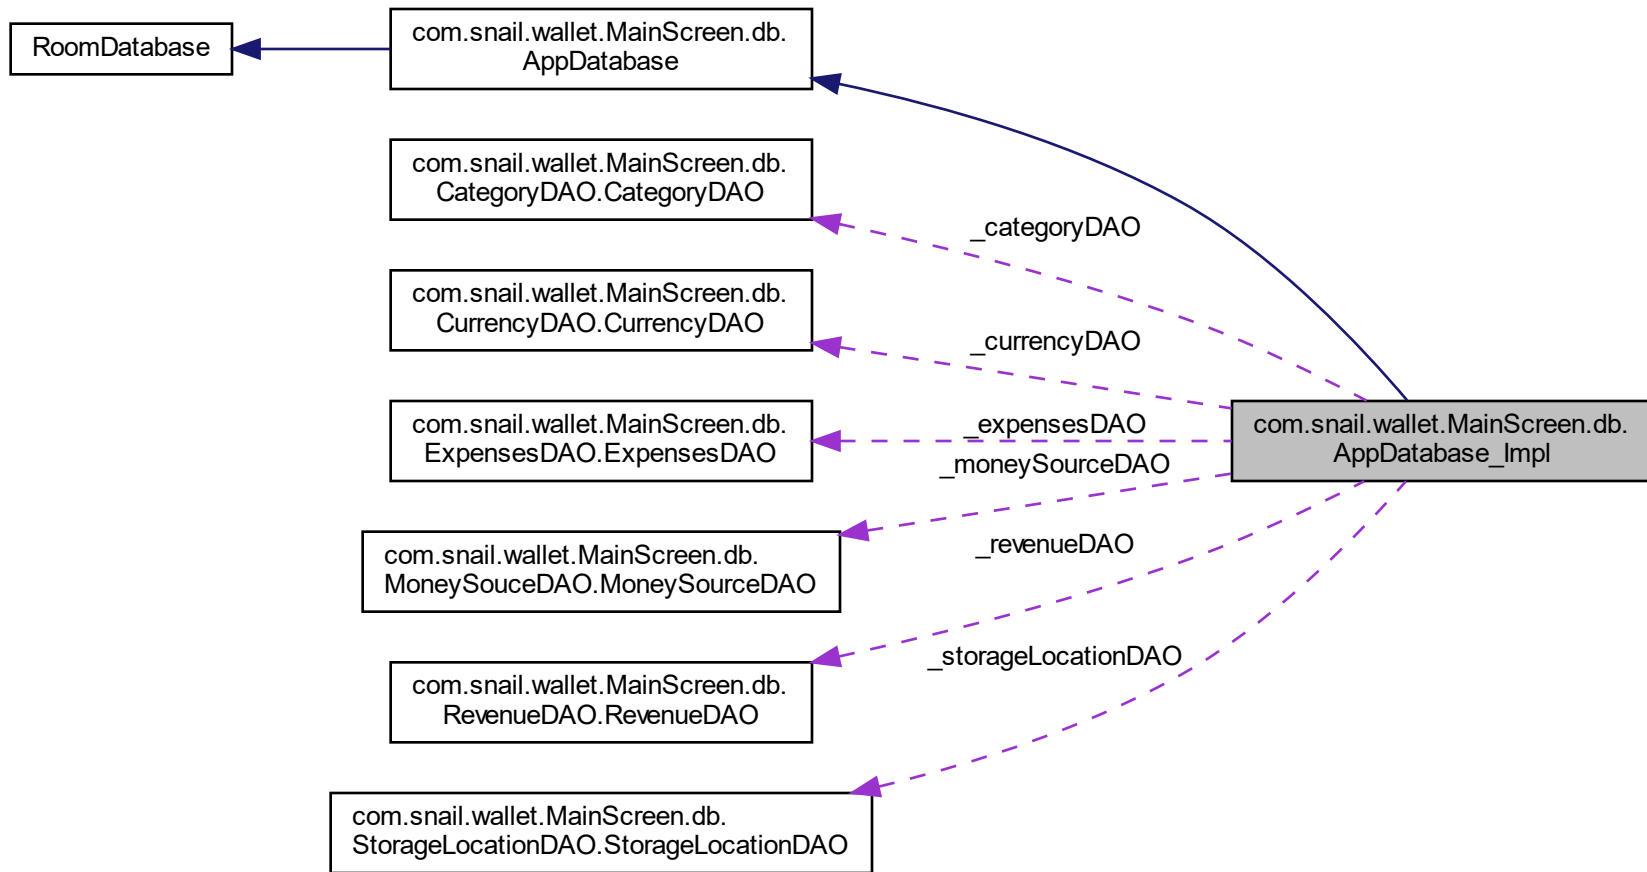 RoomDatabase
com.snail.wallet.MainScreen.db.
AppDatabase
com.snail.wallet.MainScreen.db.
CategoryDAO.CategoryDAO
_categoryDAO
com.snail.wallet.MainScreen.db.
CurrencyDAO.CurrencyDAO
_currencyDAO
com.snail.wallet.MainScreen.db.
ExpensesDAO.ExpensesDAO
_expensesDAO
com.snail.wallet.MainScreen.db.
AppDatabase_Impl
_moneySourceDAO
com.snail.wallet.MainScreen.db.
MoneySouceDAO.MoneySourceDAO
_revenueDAO
com.snail.wallet.MainScreen.db.
RevenueDAO.RevenueDAO
_storageLocationDAO
com.snail.wallet.MainScreen.db.
StorageLocationDAO.StorageLocationDAO